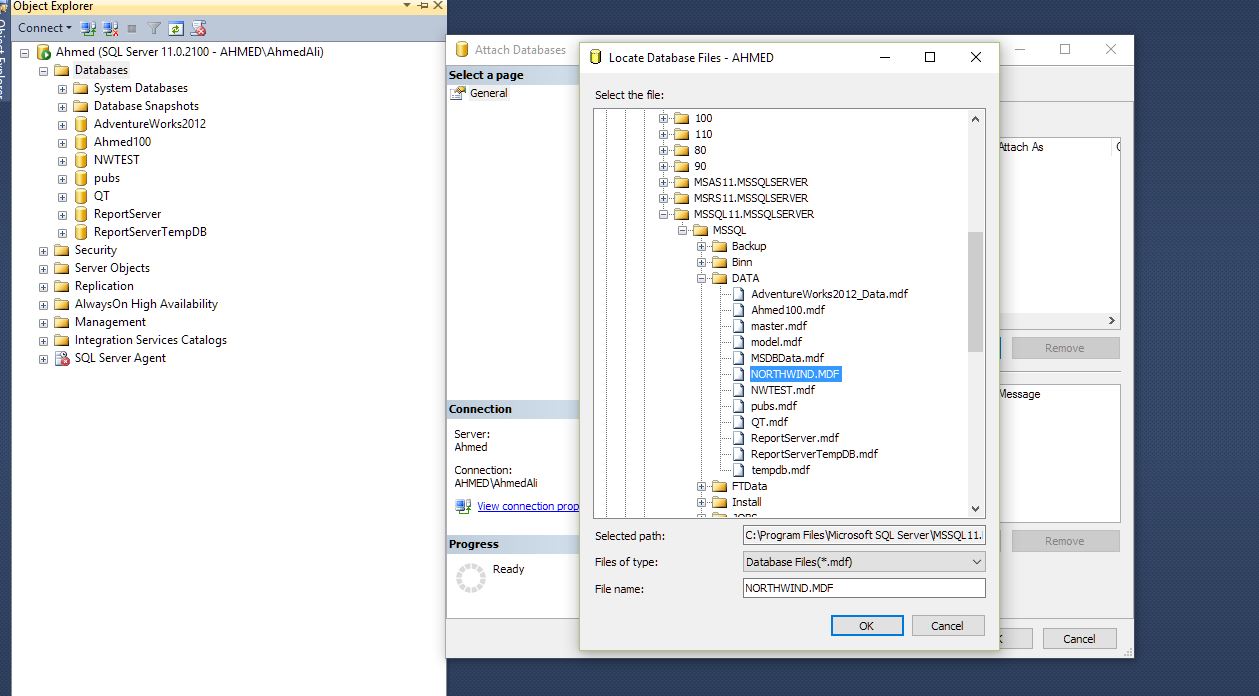 Object Explorer
Connect
Ahmed (SQL Server 11.0.2100 - AHMED\AhmedAli)
Databases
System Databases
Database Snapshots
AdventureWorks2012
Ahmed100
NWTEST
pubs
QT
ReportServer
ReportServerTempDB
Security
Server Objects
Replication
AlwaysOn High Availability
Management
Integration Services Catalogs
SQL Server Agent
Attach Databases
Select a page
General
Connection
Server:
Ahmed
Connection:
AHMED\AhmedAli
View connection prop
Progress
Ready
Locate Database Files - AHMED
Select the file:
100
110
80
90
MSAS11.MSSQLSERVER
MSRS11.MSSQLSERVER
MSSQL11.MSSQLSERVER
MSSQL
Backup
Binn
DATA
AdventureWorks2012_Data.mdf
Ahmed100.mdf
master.mdf
model.mdf
MSDBData.mdf
NORTHWIND.MDF
NWTEST.mdf
pubs.mdf
QT.mdf
ReportServer.mdf
ReportServerTempDB.mdf
tempdb.mdf
FTData
Install
Selected path:
C:\Program Files\Microsoft SQL Server\MSSQL11.
Files of type:
Database Files(*.mdf)
File name:
NORTHWIND.MDF
OK
Cancel
Attach As
Remove
Message
Remove
Cancel